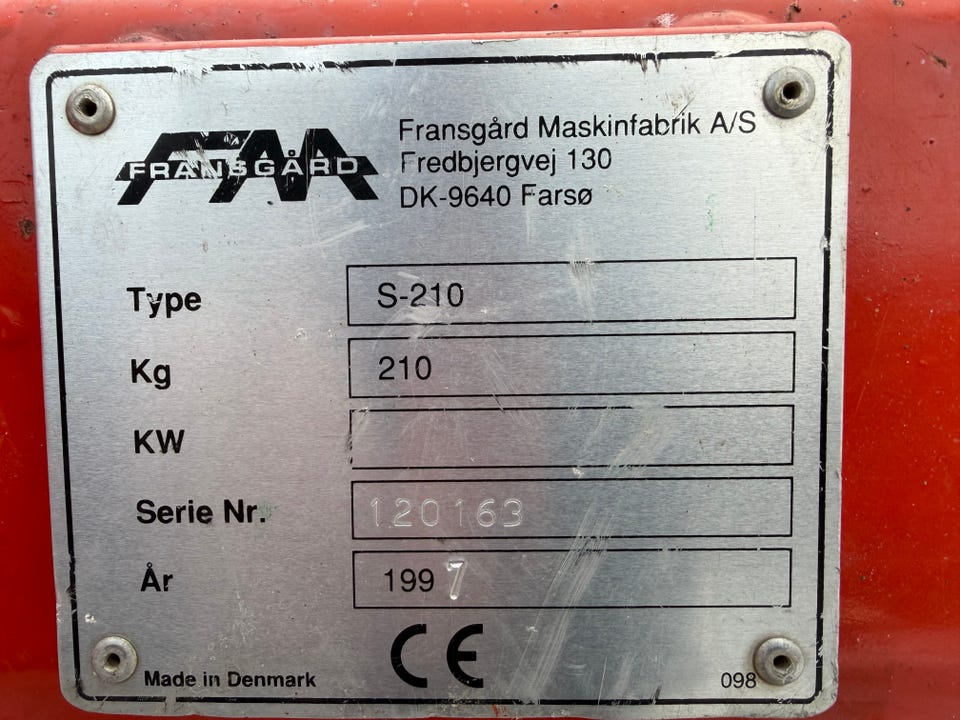 FRANSGÅRD
Fransgård Maskinfabrik A/S
Fredbjergvej 130
DK-9640 Farsø
Type S-210
Kg 210
KW
Serie Nr. 120163
År 1997
CE
Made in Denmark 098